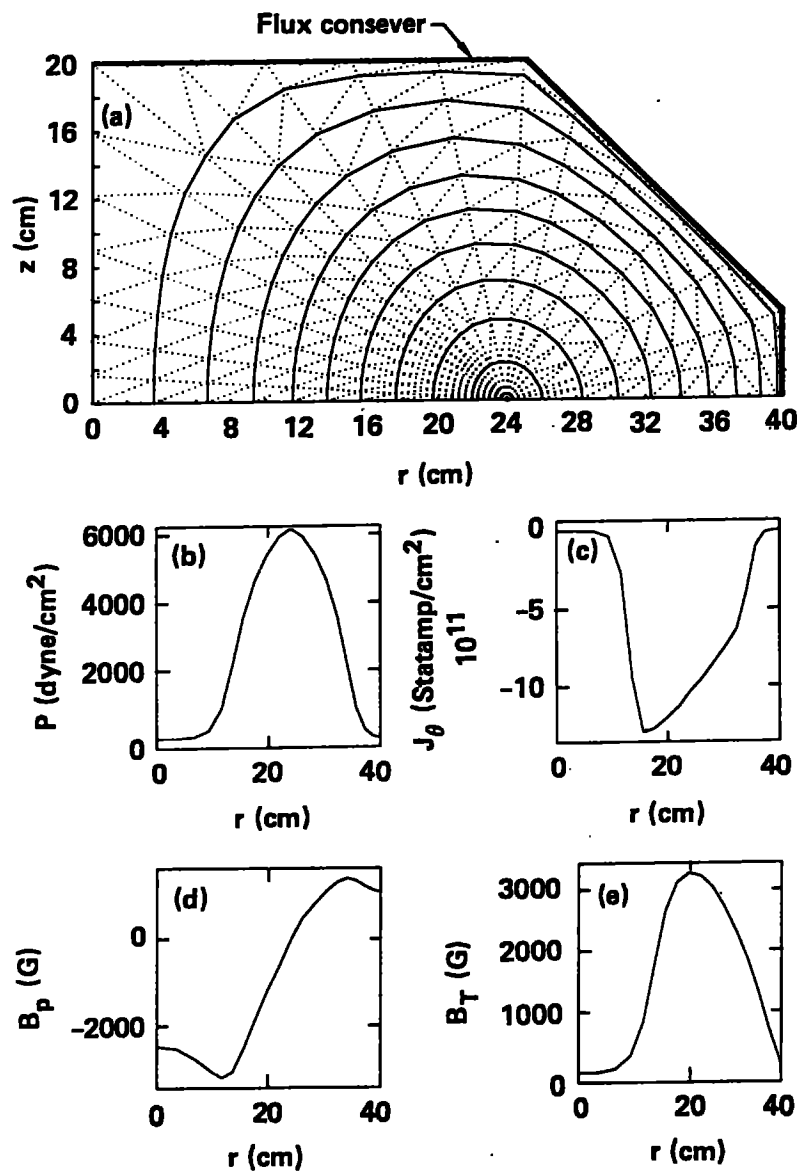 Flux consever
(a)
20
16
12
8
4
0
z (cm)
0 4 8 12 16 20 24 28 32 36 40
r (cm)
(b)
6000
4000
2000
0
P (dyne/cm²)
0 20 40
r (cm)
(c)
0
−5
−10
J_θ (Statamp/cm²)
10¹¹
0 20 40
r (cm)
(d)
0
−2000
B_p (G)
0 20 40
r (cm)
(e)
3000
2000
1000
0
B_T (G)
0 20 40
r (cm)